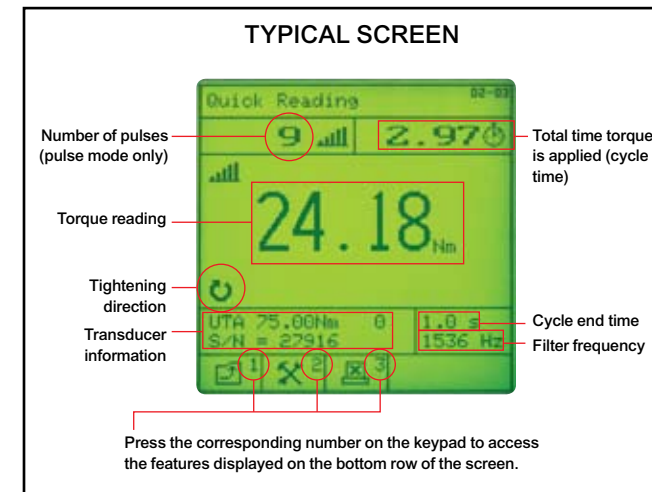 TYPICAL SCREEN
Quick Reading
02-03
Number of pulses
(pulse mode only)
9
2.97
Total time torque
is applied (cycle
time)
Torque reading
24.18 Nm
Tightening
direction
Transducer
information
UTA 75.00Nm 0
S/N = 27916
1.0 s
1536 Hz
Cycle end time
Filter frequency
1 2 3
Press the corresponding number on the keypad to access
the features displayed on the bottom row of the screen.